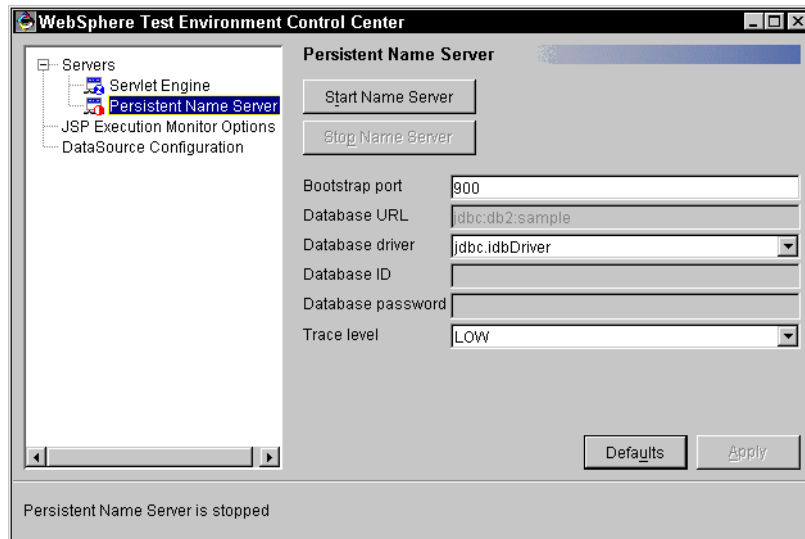 WebSphere Test Environment Control Center
Servers
Servlet Engine
Persistent Name Server
JSP Execution Monitor Options
DataSource Configuration
Persistent Name Server
Start Name Server
Stop Name Server
Bootstrap port 900
Database URL jdbc:db2:sample
Database driver jdbc.idbDriver
Database ID
Database password
Trace level LOW
Defaults Apply
Persistent Name Server is stopped